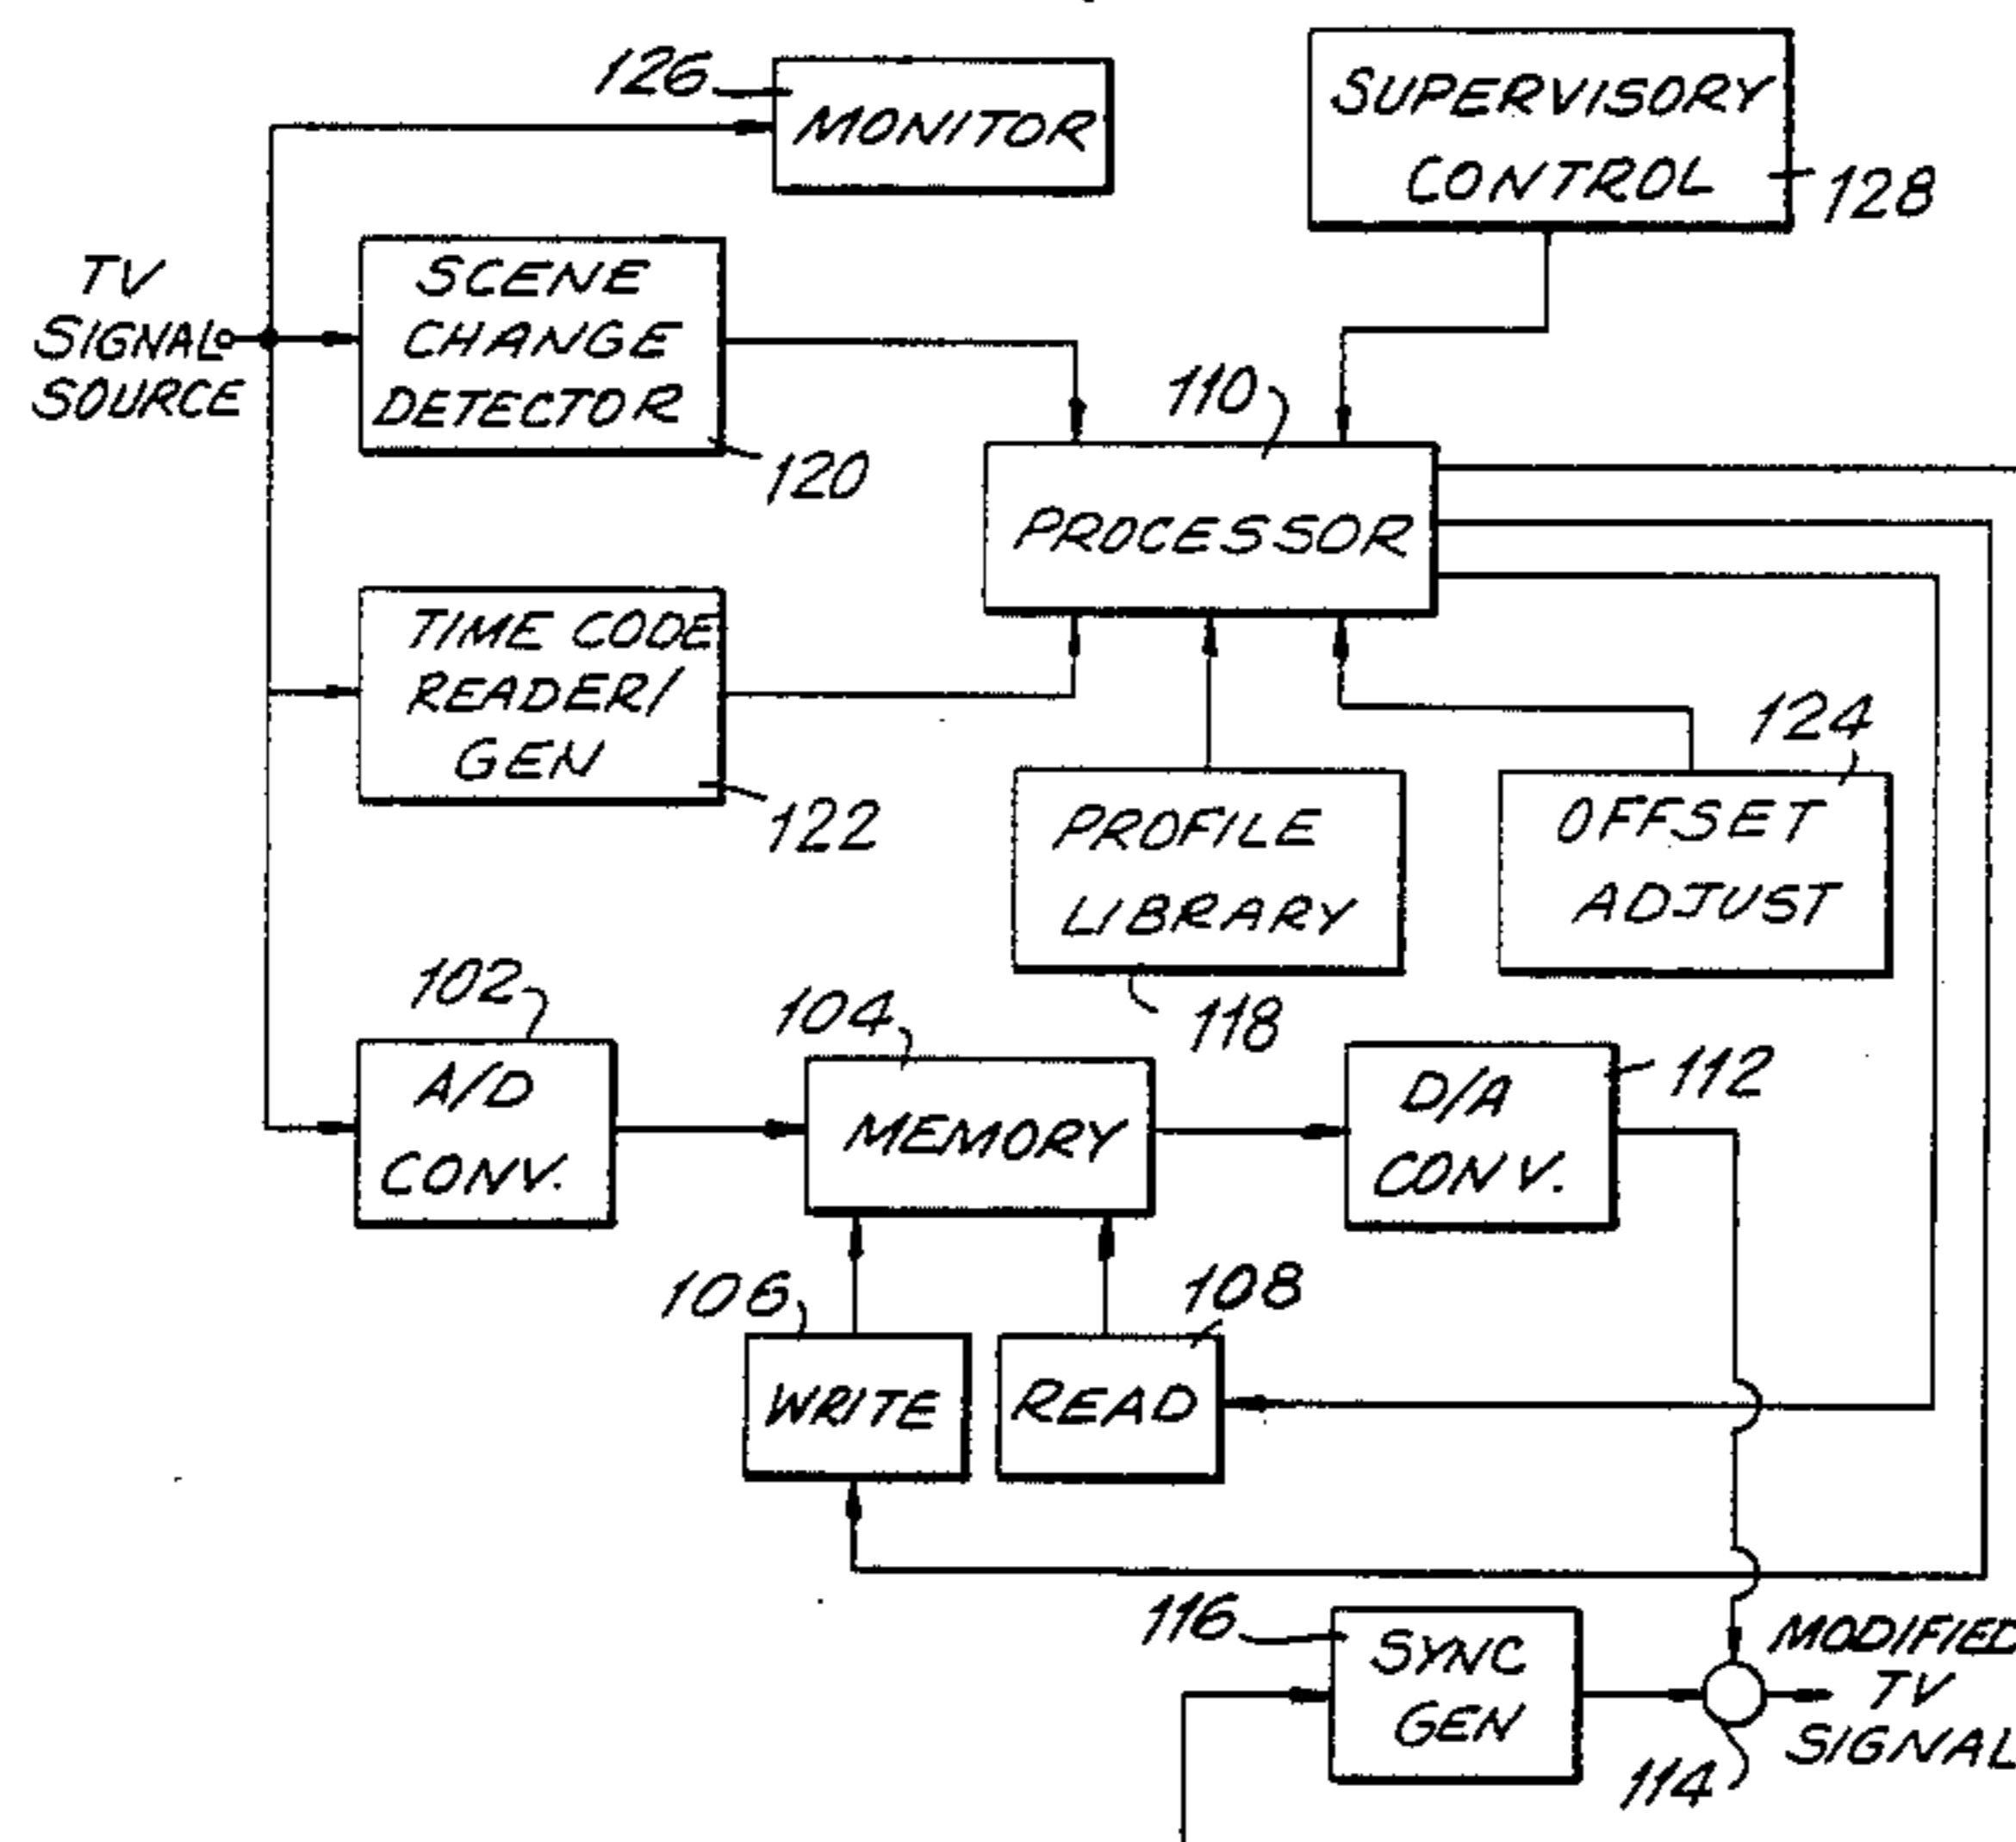 126
MONITOR
SUPERVISORY
CONTROL
128
TV
SIGNAL
SOURCE
SCENE
CHANGE
DETECTOR
120
110
PROCESSOR
TIME CODE
READER/
GEN
122
PROFILE
LIBRARY
118
124
OFFSET
ADJUST
102
A/D
CONV.
104
MEMORY
D/A
CONV.
112
106
WRITE
108
READ
116
SYNC
GEN
114
MODIFIED
TV
SIGNAL